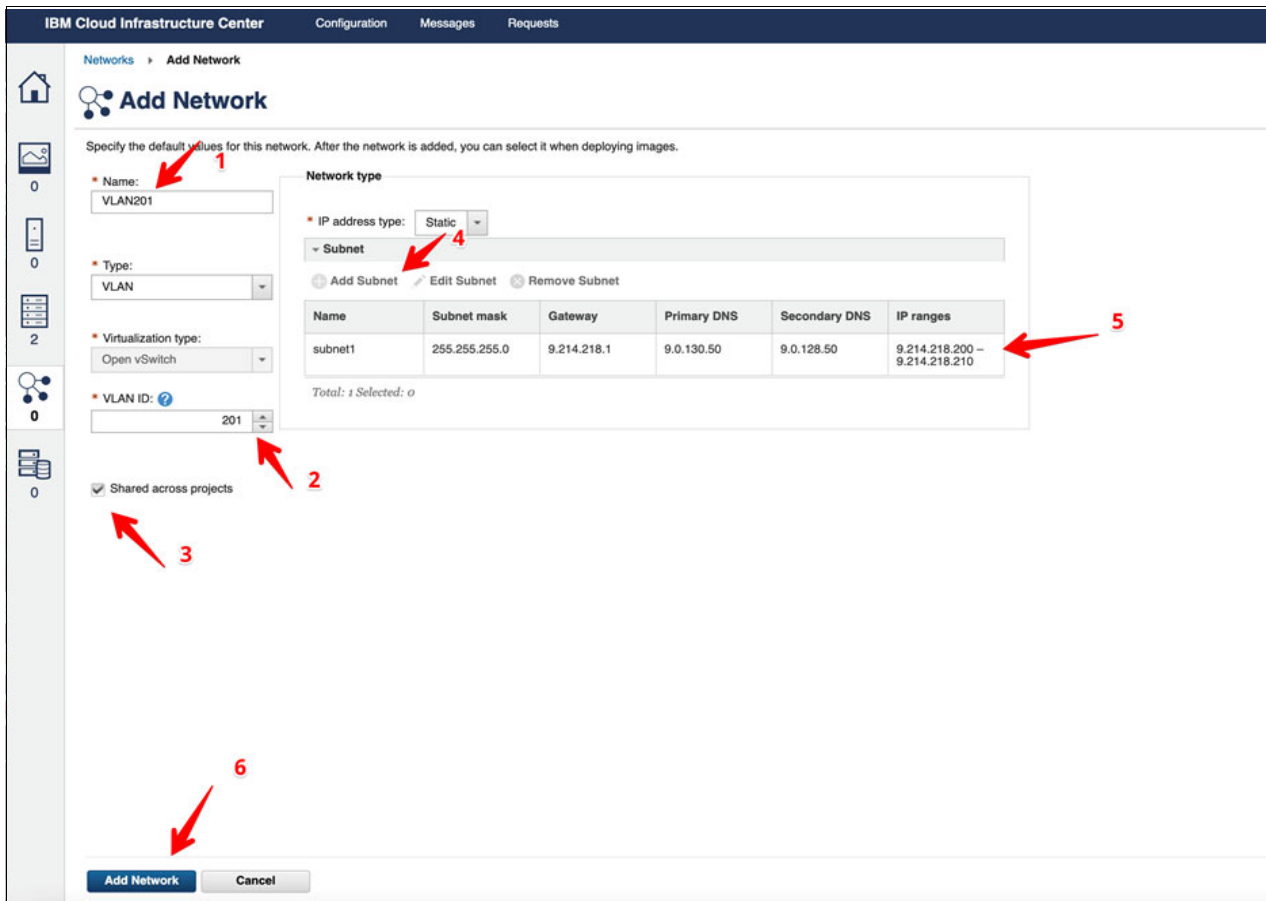 IBM Cloud Infrastructure Center Configuration Messages Requests
Networks Add Network
Add Network
Specify the default values for this network. After the network is added, you can select it when deploying images.
1
* Name:
VLAN201
Network type
* IP address type: Static
4
Subnet
Add Subnet Edit Subnet Remove Subnet
Name Subnet mask Gateway Primary DNS Secondary DNS IP ranges
subnet1 255.255.255.0 9.214.218.1 9.0.130.50 9.0.128.50 9.214.218.200 –
9.214.218.210
5
Total: 1 Selected: 0
* Type:
VLAN
* Virtualization type:
Open vSwitch
* VLAN ID: ?
201
2
Shared across projects
3
0
0
2
0
0
6
Add Network Cancel